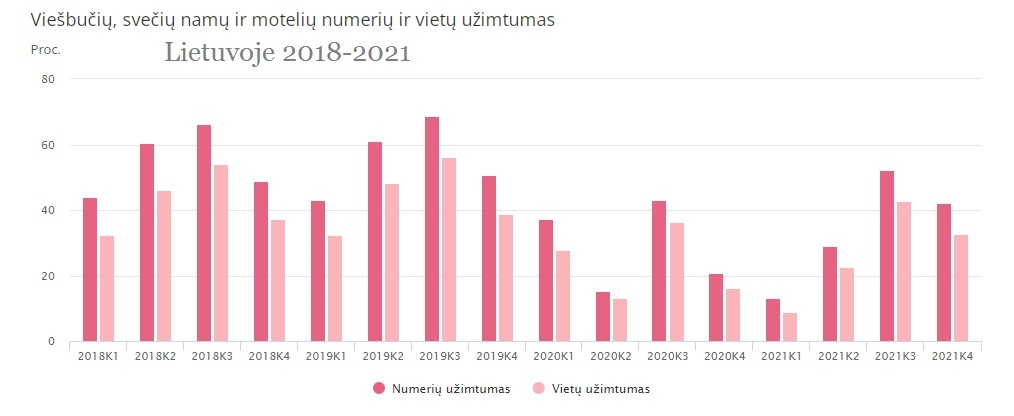 Viešbučių, svečių namų ir motelių numerių ir vietų užimtumas
Proc.
Lietuvoje 2018-2021
80
60
40
20
0
2018K1 2018K2 2018K3 2018K4 2019K1 2019K2 2019K3 2019K4 2020K1 2020K2 2020K3 2020K4 2021K1 2021K2 2021K3 2021K4
Numerių užimtumas Vietų užimtumas